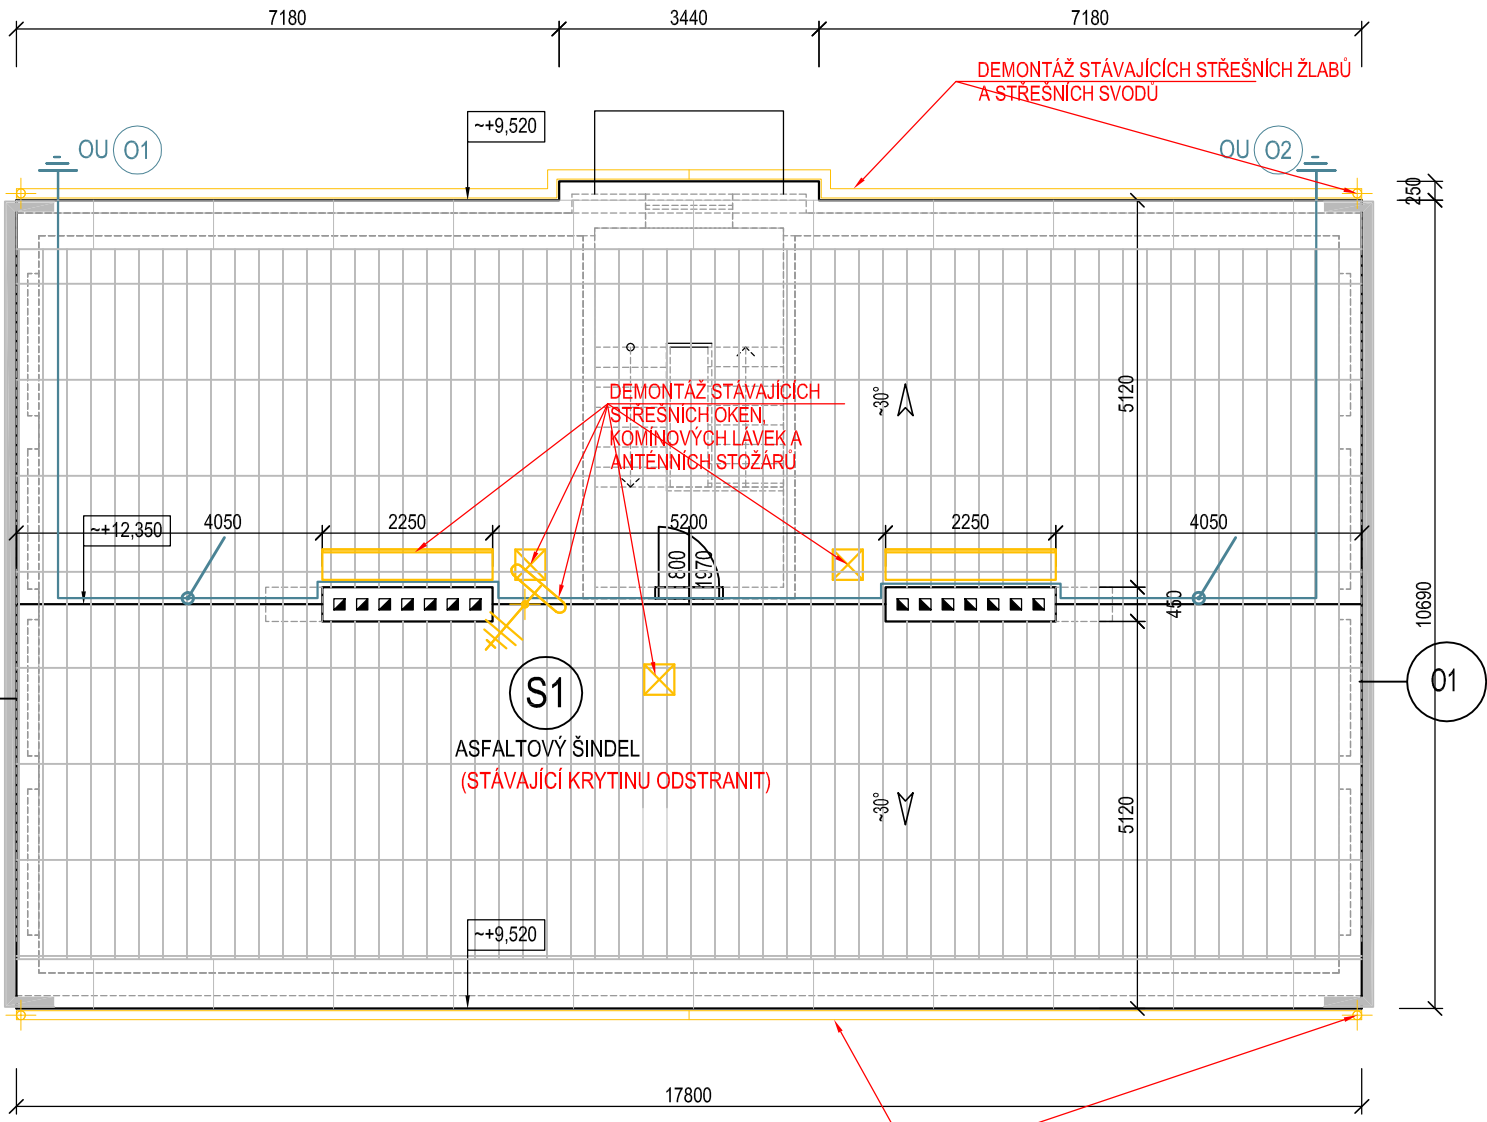 7180
3440
7180
DEMONTÁŽ STÁVAJÍCÍCH STŘEŠNÍCH ŽLABŮ
A STŘEŠNÍCH SVODŮ
~+9,520
OU O1
OU O2
250
DEMONTÁŽ STÁVAJÍCÍCH
STŘEŠNÍCH OKEN,
KOMÍNOVÝCH LÁVEK A
ANTÉNNÍCH STOŽÁRŮ
~30°
5120
~+12,350
4050
2250
5200
2250
4050
800
1970
450
10690
S1
O1
ASFALTOVÝ ŠINDEL
(STÁVAJÍCÍ KRYTINU ODSTRANIT)
~30°
5120
~+9,520
17800